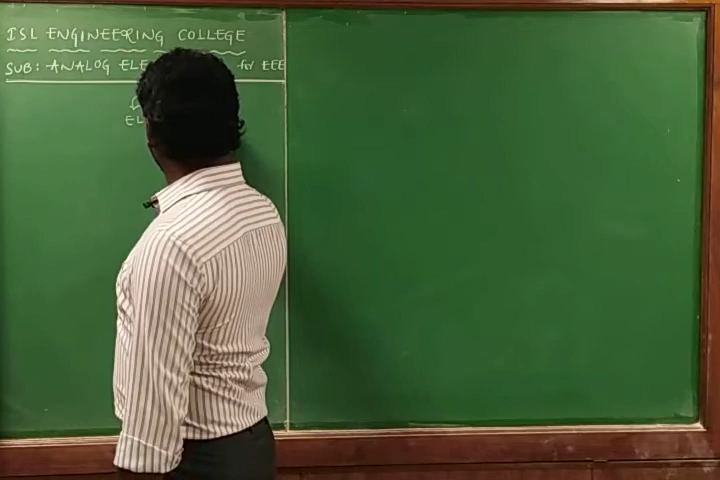 ISL ENGINEERING COLLEGE
SUB: ANALOG ELE for EEE
EL